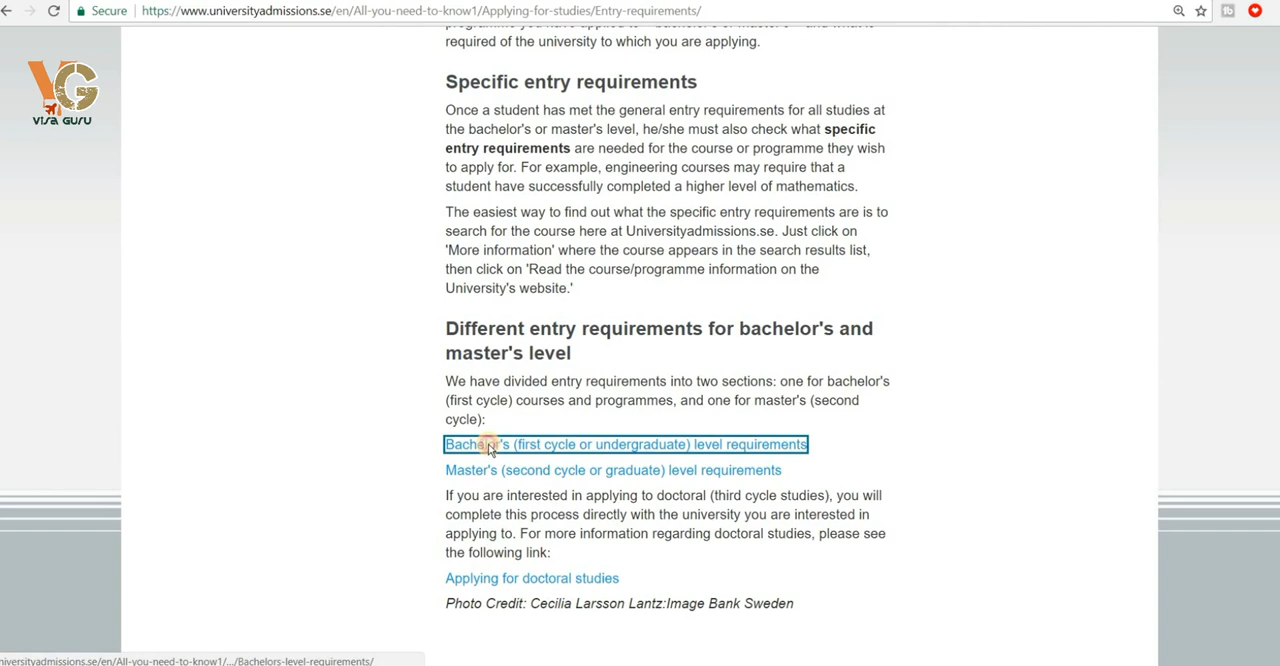 Secure https://www.universityadmissions.se/en/All-you-need-to-know1/Applying-for-studies/Entry-requirements/
required of the university to which you are applying.
VISA GURU
Specific entry requirements
Once a student has met the general entry requirements for all studies at
the bachelor's or master's level, he/she must also check what specific
entry requirements are needed for the course or programme they wish
to apply for. For example, engineering courses may require that a
student have successfully completed a higher level of mathematics.
The easiest way to find out what the specific entry requirements are is to
search for the course here at Universityadmissions.se. Just click on
'More information' where the course appears in the search results list,
then click on 'Read the course/programme information on the
University's website.'
Different entry requirements for bachelor's and
master's level
We have divided entry requirements into two sections: one for bachelor's
(first cycle) courses and programmes, and one for master's (second
cycle):
Bachelor's (first cycle or undergraduate) level requirements
Master's (second cycle or graduate) level requirements
If you are interested in applying to doctoral (third cycle studies), you will
complete this process directly with the university you are interested in
applying to. For more information regarding doctoral studies, please see
the following link:
Applying for doctoral studies
Photo Credit: Cecilia Larsson Lantz:Image Bank Sweden
niversityadmissions.se/en/All-you-need-to-know1/.../Bachelors-level-requirements/